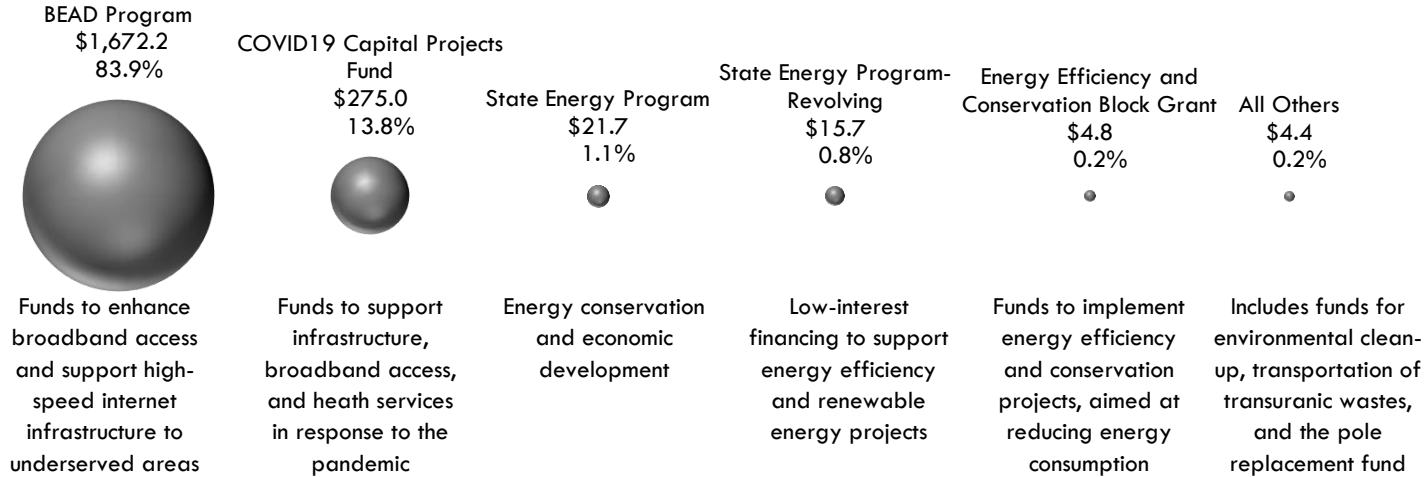 BEAD Program
$1,672.2
83.9%
COVID19 Capital Projects
Fund
$275.0
13.8%
State Energy Program
$21.7
1.1%
State Energy Program-
Revolving
$15.7
0.8%
Energy Efficiency and
Conservation Block Grant
$4.8
0.2%
All Others
$4.4
0.2%
Funds to enhance
broadband access
and support high-
speed internet
infrastructure to
underserved areas
Funds to support
infrastructure,
broadband access,
and heath services
in response to the
pandemic
Energy conservation
and economic
development
Low-interest
financing to support
energy efficiency
and renewable
energy projects
Funds to implement
energy efficiency
and conservation
projects, aimed at
reducing energy
consumption
Includes funds for
environmental clean-
up, transportation of
transuranic wastes,
and the pole
replacement fund